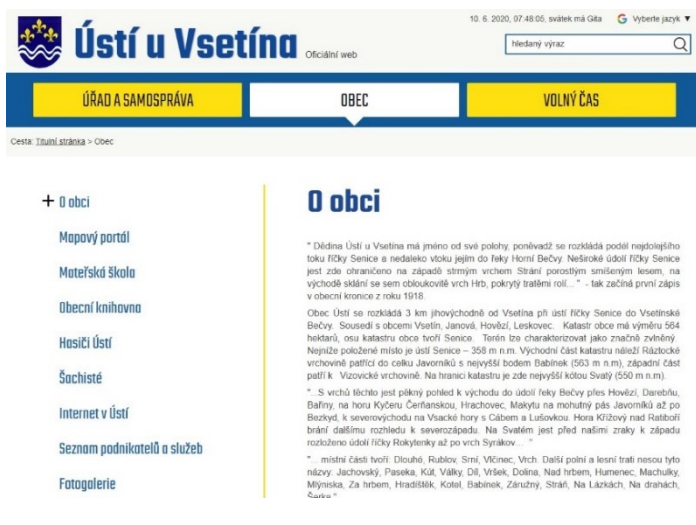 10. 6. 2020, 07:48:05, svátek má Gita
Vyberte jazyk ▼
Ústí u Vsetína
Oficiální web
hledaný výraz
ÚŘAD A SAMOSPRÁVA
OBEC
VOLNÝ ČAS
Cesta: Titulní stránka > Obec
+ O obci
Mapový portál
Mateřská škola
Obecní knihovna
Hasiči Ústí
Šachisté
Internet v Ústí
Seznam podnikatelů a služeb
Fotogalerie
O obci
" Dědina Ústí u Vsetína má jméno od své polohy, poněvadž se rozkládá podél nejdolejšího
toku říčky Senice a nedaleko vtoku jejím do řeky Horní Bečvy. Neširoké údolí říčky Senice
jest zde ohraničeno na západě strmým vrchem Strání porostlým smíšeným lesem, na
východě sklání se sem obloukovitě vrch Hrb, pokrytý tratěmi rolí... " - tak začíná první zápis
v obecní kronice z roku 1918.
Obec Ústí se rozkládá 3 km jihovýchodně od Vsetína při ústí říčky Senice do Vsetínské
Bečvy. Sousedí s obcemi Vsetín, Janová, Hovězí, Leskovec. Katastr obce má výměru 564
hektarů, osu katastru obce tvoří Senice. Terén lze charakterizovat jako značně zvlněný.
Nejníže položené místo je ústí Senice – 358 m n.m. Východní část katastru náleží Ráztocké
vrchovině patřící do celku Javorníků s nejvyšší bodem Babínek (563 m n.m), západní část
patří k Vizovické vrchovině. Na hranici katastru je zde nejvyšší kótou Svatý (550 m n.m).
"...S vrchů těchto jest pěkný pohled k východu do údolí řeky Bečvy přes Hovězí, Darebňu,
Bařiny, na horu Kyčeru Čerňanskou, Hrachovec, Makytu na mohutný pás Javorníků až po
Bezkyd, k severovýchodu na Vsacké hory s Cábem a Lušovkou. Hora Křížový nad Ratiboří
brání dalšímu rozhledu k severozápadu. Na Svatém jest před našimi zraky k západu
rozloženo údolí říčky Rokytenky až po vrch Syrákov... "
"... místní části tvoří: Dlouhé, Rublov, Srní, Vlčinec, Vrch. Další polní a lesní trati nesou tyto
názvy: Jachovský, Paseka, Kút, Války, Díl, Vršek, Dolina, Nad hrbem, Humenec, Machulky,
Mlýniska, Za hrbem, Hradištěk, Kotel, Babínek, Záružný, Stráň, Na Lázkách, Na drahách,
Šerka "